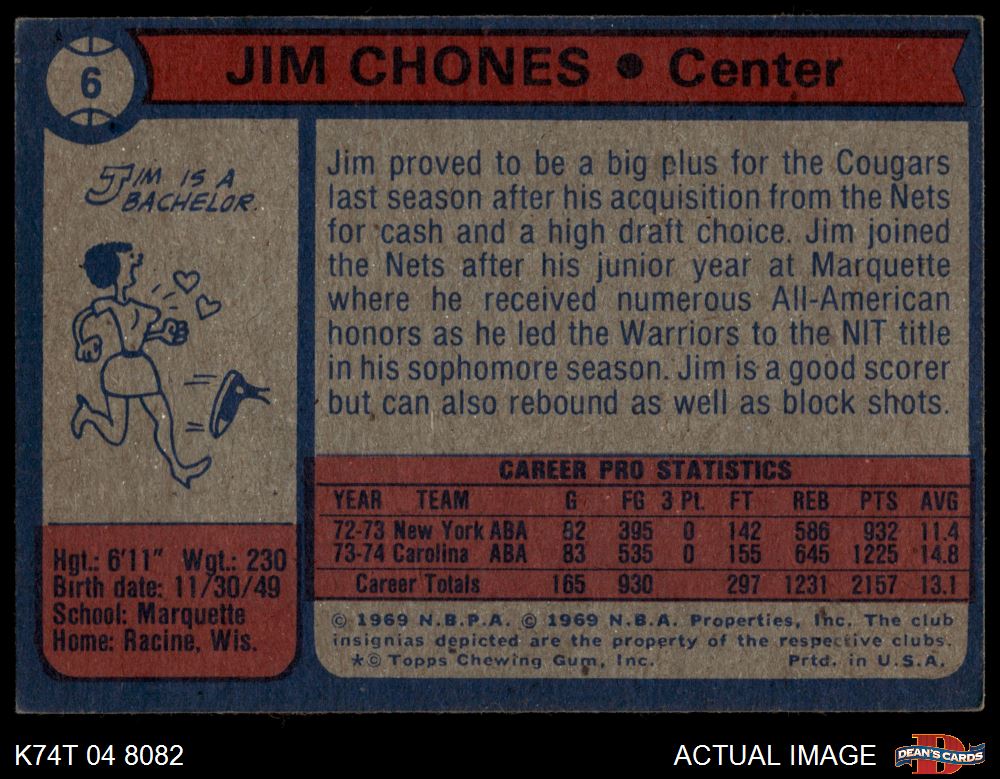 6
JIM CHONES ● Center
JIM IS A
BACHELOR.
Jim proved to be a big plus for the Cougars
last season after his acquisition from the Nets
for cash and a high draft choice. Jim joined
the Nets after his junior year at Marquette
where he received numerous All-American
honors as he led the Warriors to the NIT title
in his sophomore season. Jim is a good scorer
but can also rebound as well as block shots.
Hgt.: 6'11" Wgt.: 230
Birth date: 11/30/49
School: Marquette
Home: Racine, Wis.
CAREER PRO STATISTICS
YEAR TEAM G FG 3 Pt. FT REB PTS AVG
72-73 New York ABA 82 395 0 142 586 932 11.4
73-74 Carolina ABA 83 535 0 155 645 1225 14.8
Career Totals 165 930 297 1231 2157 13.1
© 1969 N.B.P.A. © 1969 N.B.A. Properties, Inc. The club
insignias depicted are the property of the respective clubs.
*© Topps Chewing Gum, Inc. Prtd. in U.S.A.
K74T 04 8082
ACTUAL IMAGE
D
DEAN'S CARDS